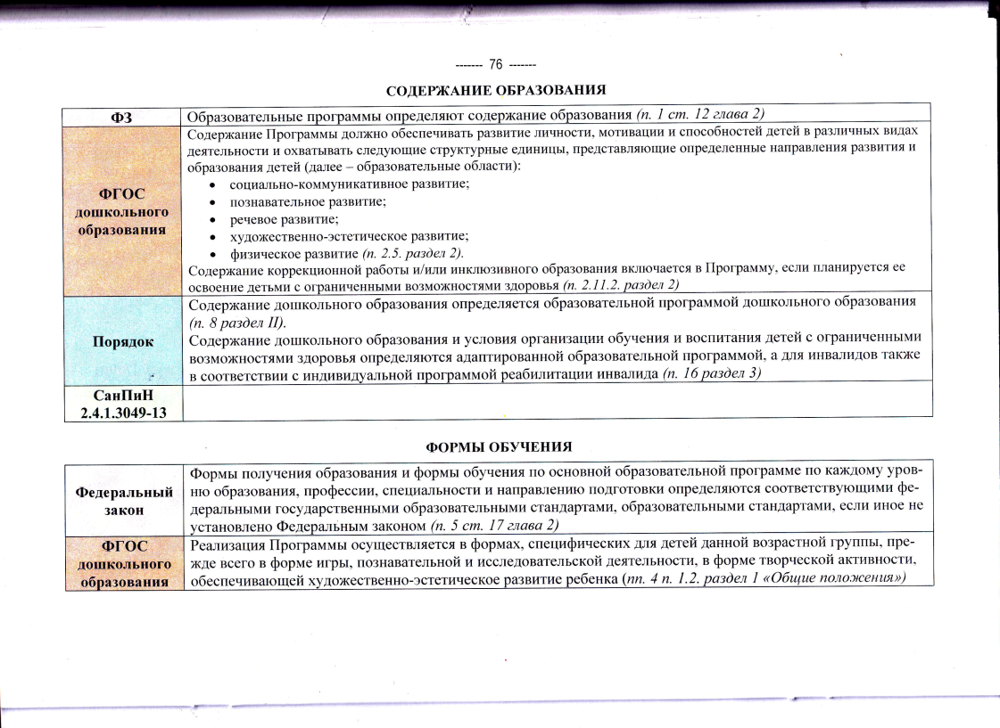 ------- 76 -------
СОДЕРЖАНИЕ ОБРАЗОВАНИЯ
ФЗ
Образовательные программы определяют содержание образования (п. 1 ст. 12 глава 2)
ФГОС
дошкольного
образования
Содержание Программы должно обеспечивать развитие личности, мотивации и способностей детей в различных видах
деятельности и охватывать следующие структурные единицы, представляющие определенные направления развития и
образования детей (далее – образовательные области):
• социально-коммуникативное развитие;
• познавательное развитие;
• речевое развитие;
• художественно-эстетическое развитие;
• физическое развитие (п. 2.5. раздел 2).
Содержание коррекционной работы и/или инклюзивного образования включается в Программу, если планируется ее
освоение детьми с ограниченными возможностями здоровья (п. 2.11.2. раздел 2)
Порядок
Содержание дошкольного образования определяется образовательной программой дошкольного образования
(п. 8 раздел II).
Содержание дошкольного образования и условия организации обучения и воспитания детей с ограниченными
возможностями здоровья определяются адаптированной образовательной программой, а для инвалидов также
в соответствии с индивидуальной программой реабилитации инвалида (п. 16 раздел 3)
СанПиН
2.4.1.3049-13
ФОРМЫ ОБУЧЕНИЯ
Федеральный
закон
Формы получения образования и формы обучения по основной образовательной программе по каждому уров-
ню образования, профессии, специальности и направлению подготовки определяются соответствующими фе-
деральными государственными образовательными стандартами, образовательными стандартами, если иное не
установлено Федеральным законом (п. 5 ст. 17 глава 2)
ФГОС
дошкольного
образования
Реализация Программы осуществляется в формах, специфических для детей данной возрастной группы, пре-
жде всего в форме игры, познавательной и исследовательской деятельности, в форме творческой активности,
обеспечивающей художественно-эстетическое развитие ребенка (пп. 4 п. 1.2. раздел 1 «Общие положения»)